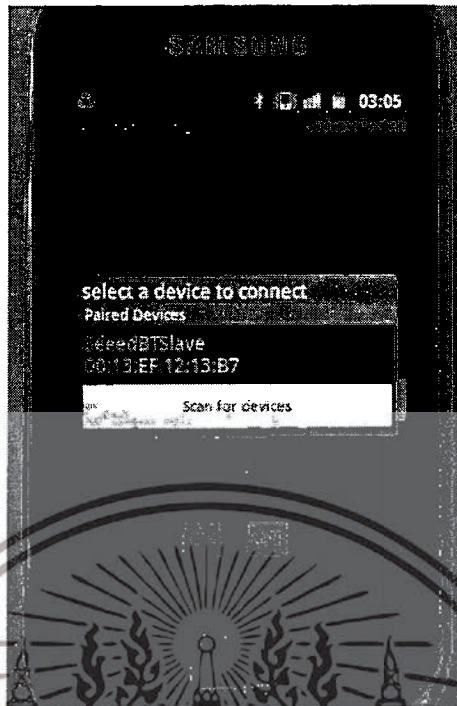 SAMSUNG
03:05
select a device to connect
Paired Devices
SeeedBTSlave
00:13:EF:12:13:B7
Scan for devices